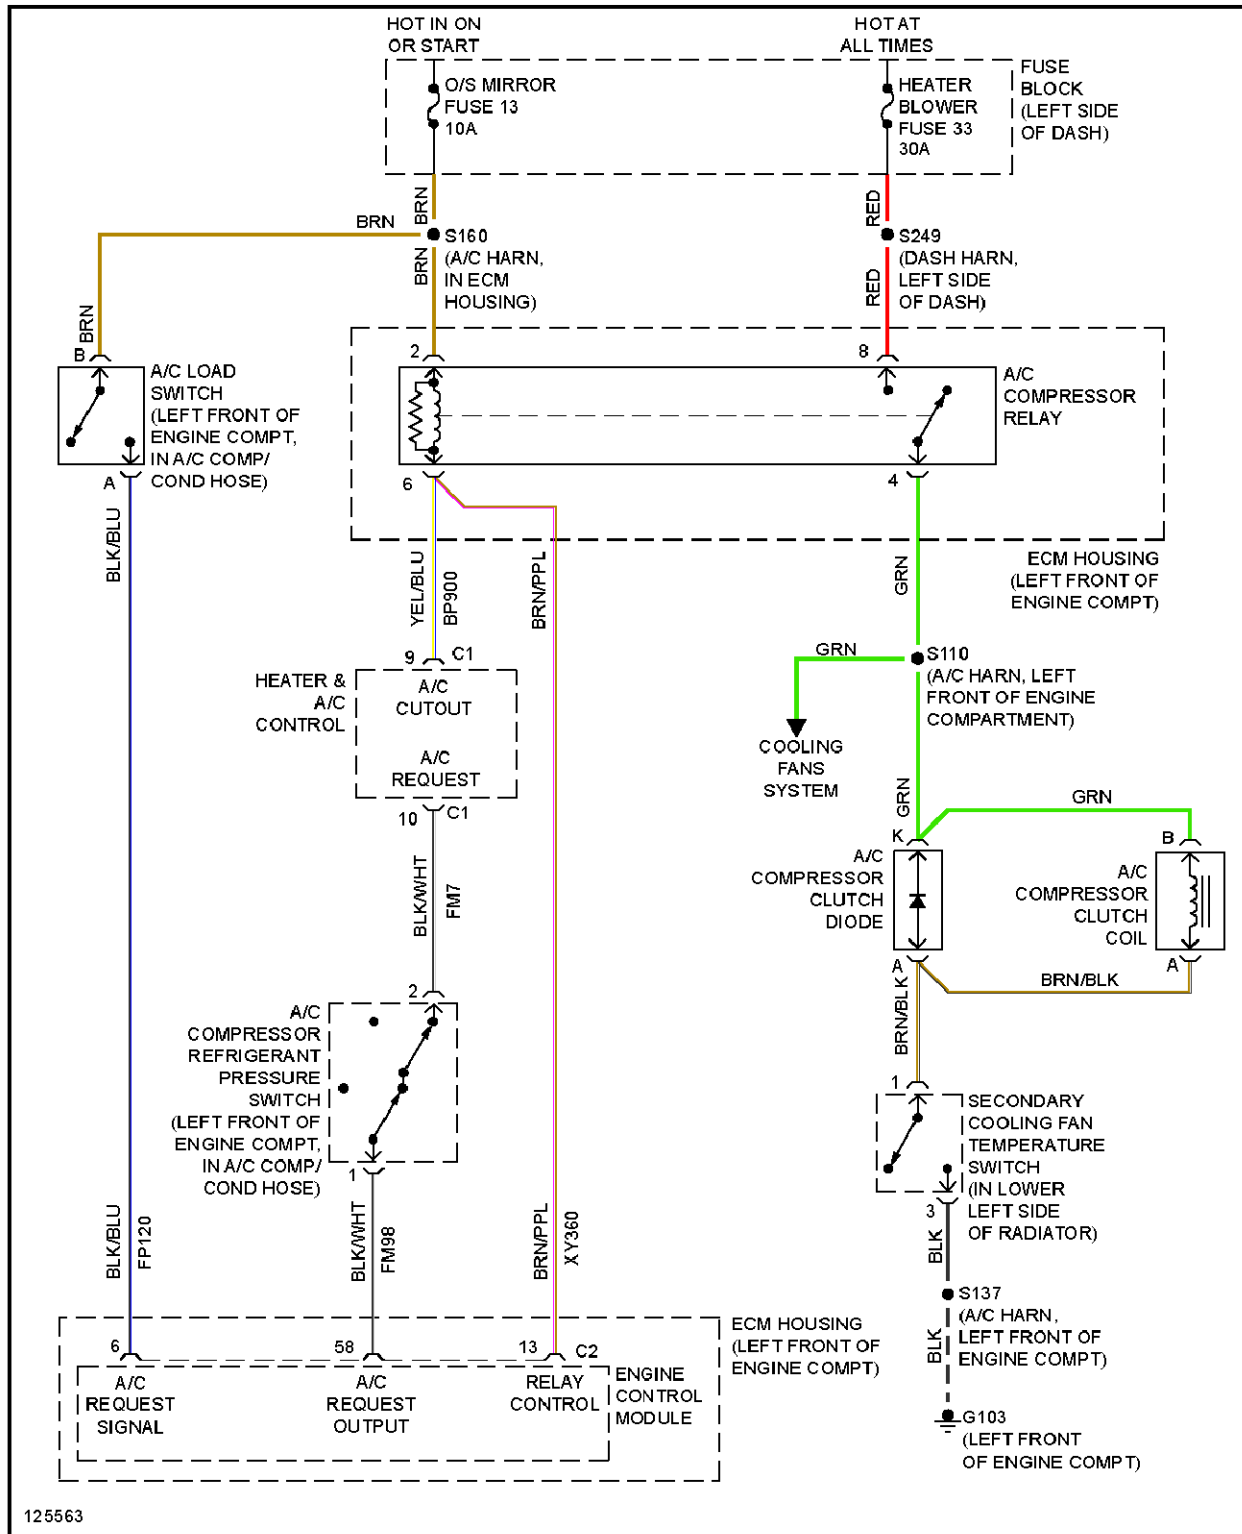 HOT IN ON
OR START
HOT AT
ALL TIMES
O/S MIRROR
FUSE 13
10A
HEATER
BLOWER
FUSE 33
30A
FUSE
BLOCK
(LEFT SIDE
OF DASH)
BRN
BRN
RED
S160
(A/C HARN,
IN ECM
HOUSING)
BRN
S249
(DASH HARN,
LEFT SIDE
OF DASH)
RED
BRN
B
2
8
A/C LOAD
SWITCH
(LEFT FRONT OF
ENGINE COMPT,
IN A/C COMP/
COND HOSE)
A/C
COMPRESSOR
RELAY
A
6
4
BLK/BLU
YEL/BLU
BP900
BRN/PPL
GRN
ECM HOUSING
(LEFT FRONT OF
ENGINE COMPT)
GRN
S110
(A/C HARN, LEFT
FRONT OF ENGINE
COMPARTMENT)
9
C1
HEATER &
A/C
CONTROL
A/C
CUTOUT
A/C
REQUEST
COOLING
FANS
SYSTEM
10
C1
GRN
GRN
K
B
BLK/WHT
FM7
A/C
COMPRESSOR
CLUTCH
DIODE
A/C
COMPRESSOR
CLUTCH
COIL
A
A
BRN/BLK
BRN/BLK
2
A/C
COMPRESSOR
REFRIGERANT
PRESSURE
SWITCH
(LEFT FRONT OF
ENGINE COMPT,
IN A/C COMP/
COND HOSE)
1
1
SECONDARY
COOLING FAN
TEMPERATURE
SWITCH
(IN LOWER
LEFT SIDE
OF RADIATOR)
3
BLK
BLK/BLU
FP120
BLK/WHT
FM98
BRN/PPL
XY360
S137
(A/C HARN,
LEFT FRONT OF
ENGINE COMPT)
BLK
ECM HOUSING
(LEFT FRONT OF
ENGINE COMPT)
6
58
13
C2
A/C
REQUEST
SIGNAL
A/C
REQUEST
OUTPUT
RELAY
CONTROL
ENGINE
CONTROL
MODULE
G103
(LEFT FRONT
OF ENGINE COMPT)
125563